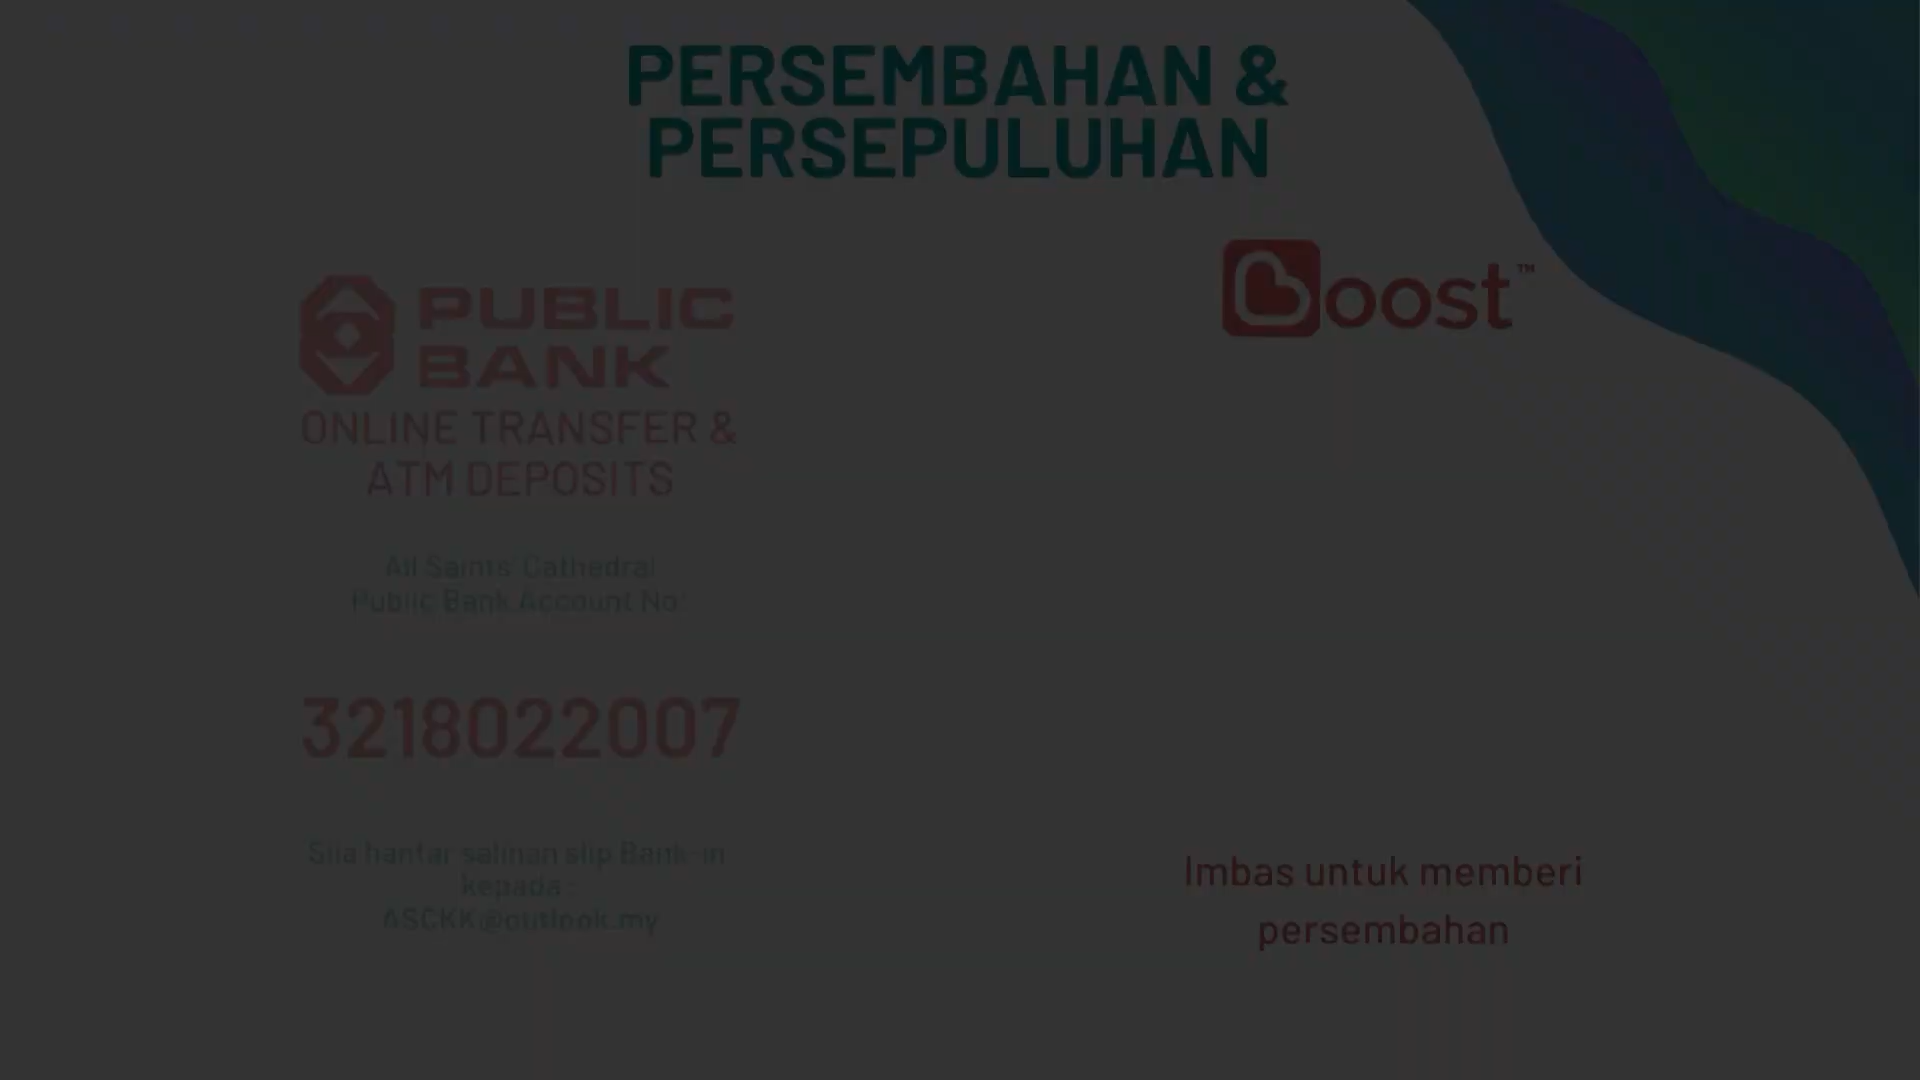 PERSEMBAHAN &
PERSEPULUHAN
PUBLIC
BANK
ONLINE TRANSFER &
ATM DEPOSITS
All Saints' Cathedral
Public Bank Account No:
3218022007
Sila hantar salinan slip Bank-in
kepada :
ASCKK@outlook.my
boost™
Imbas untuk memberi
persembahan